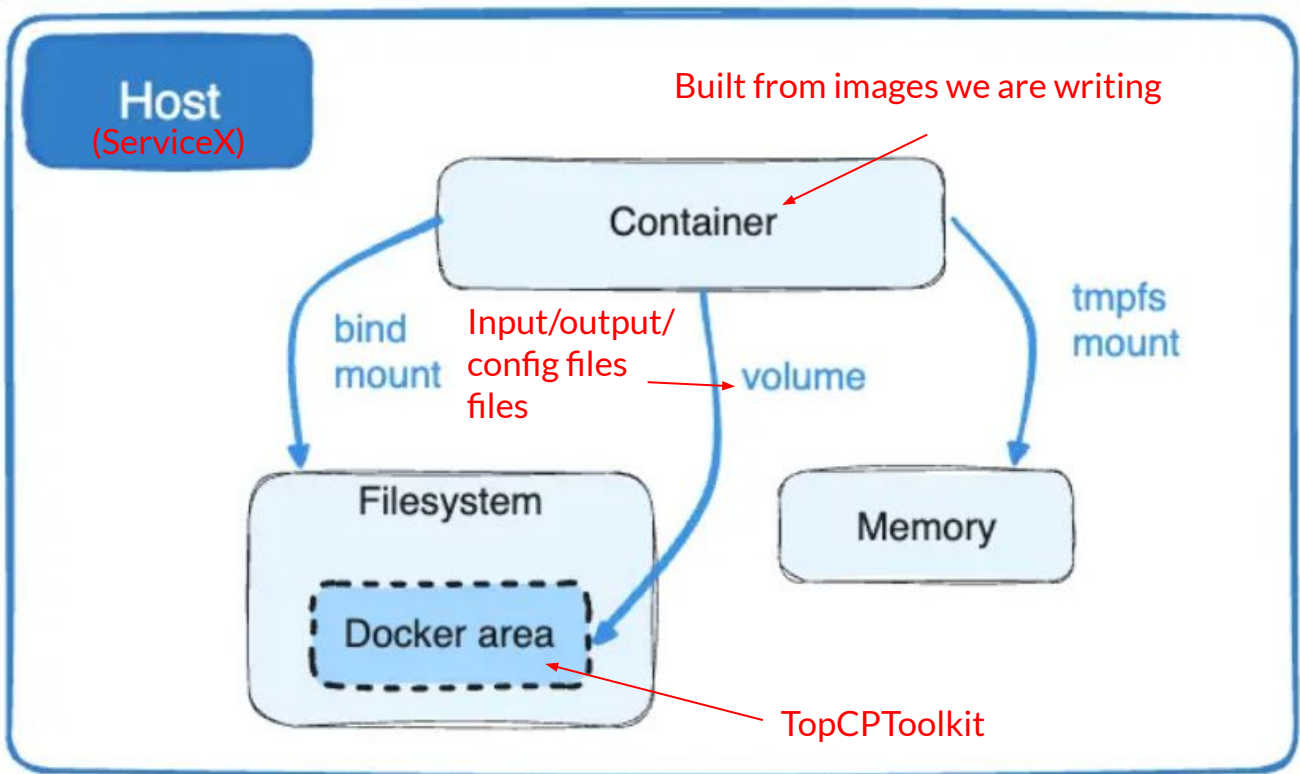 Host
(ServiceX)
Built from images we are writing
Container
bind
mount
Input/output/
config files
files
volume
tmpfs
mount
Filesystem
Docker area
Memory
TopCPToolkit